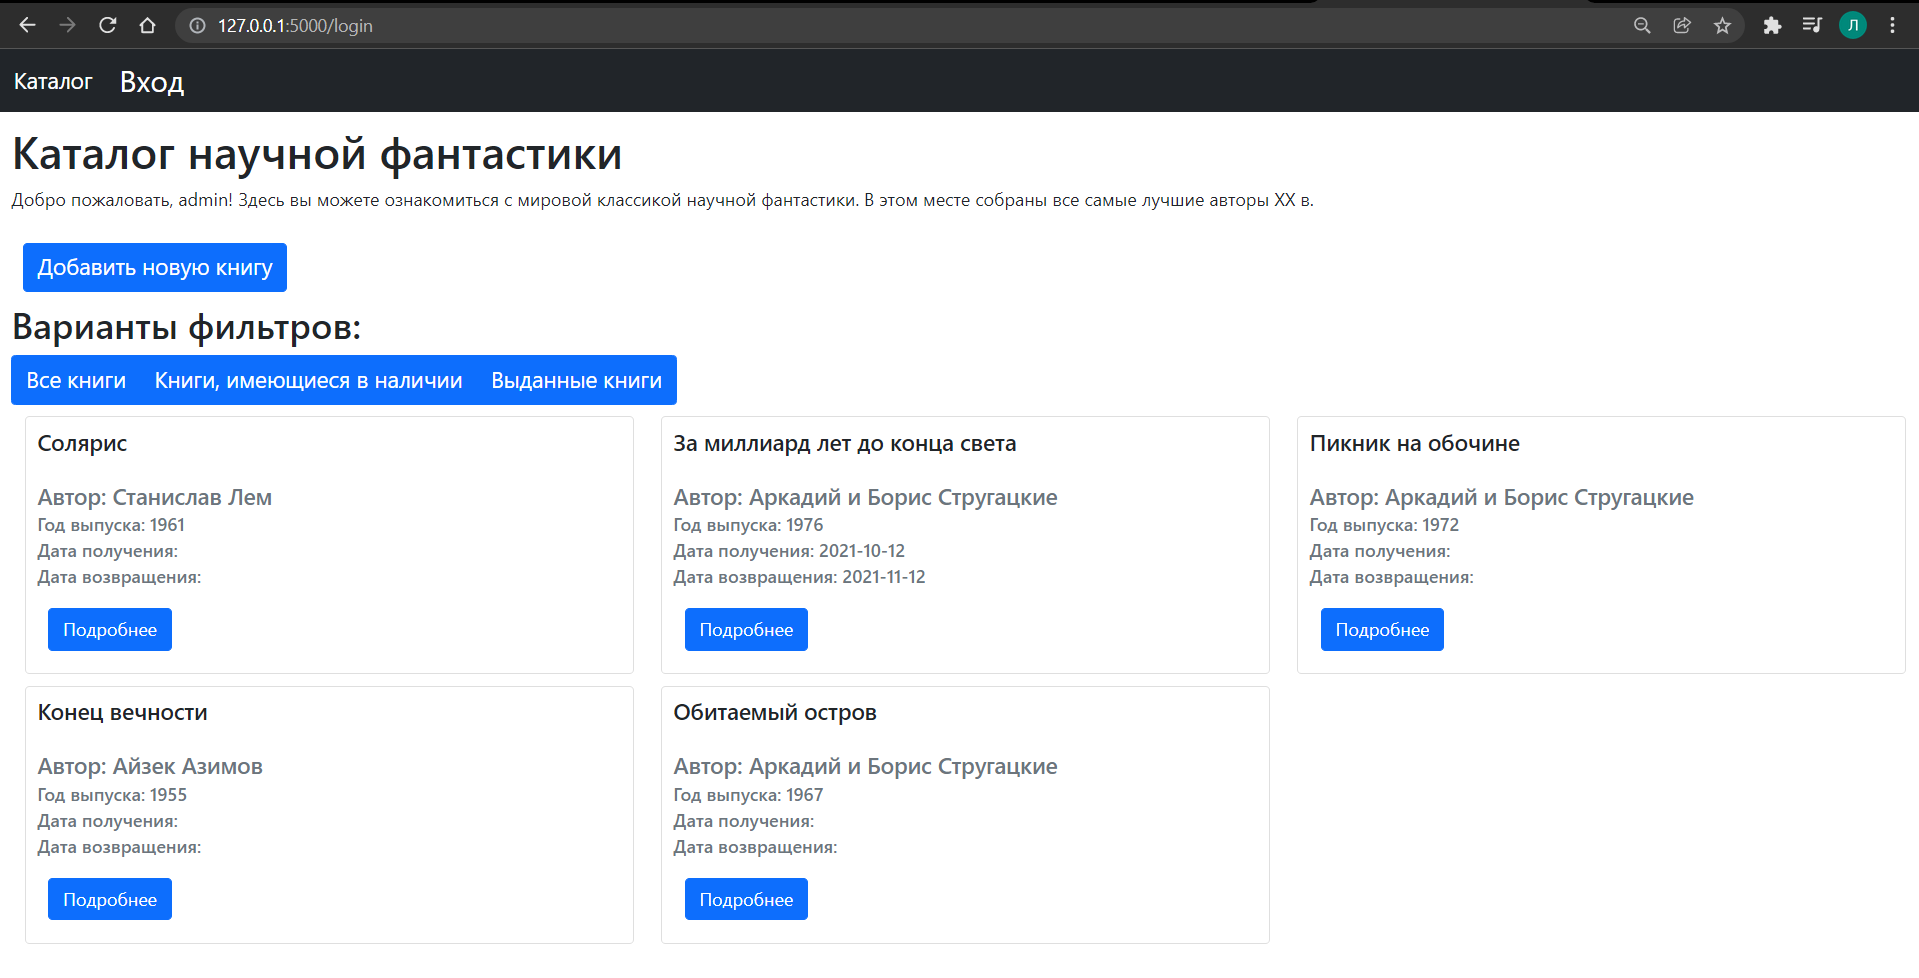 127.0.0.1:5000/login
Л
Каталог Вход
Каталог научной фантастики
Добро пожаловать, admin! Здесь вы можете ознакомиться с мировой классикой научной фантастики. В этом месте собраны все самые лучшие авторы XX в.
Добавить новую книгу
Варианты фильтров:
Все книги Книги, имеющиеся в наличии Выданные книги
Солярис
Автор: Станислав Лем
Год выпуска: 1961
Дата получения:
Дата возвращения:
Подробнее
За миллиард лет до конца света
Автор: Аркадий и Борис Стругацкие
Год выпуска: 1976
Дата получения: 2021-10-12
Дата возвращения: 2021-11-12
Подробнее
Пикник на обочине
Автор: Аркадий и Борис Стругацкие
Год выпуска: 1972
Дата получения:
Дата возвращения:
Подробнее
Конец вечности
Автор: Айзек Азимов
Год выпуска: 1955
Дата получения:
Дата возвращения:
Подробнее
Обитаемый остров
Автор: Аркадий и Борис Стругацкие
Год выпуска: 1967
Дата получения:
Дата возвращения:
Подробнее